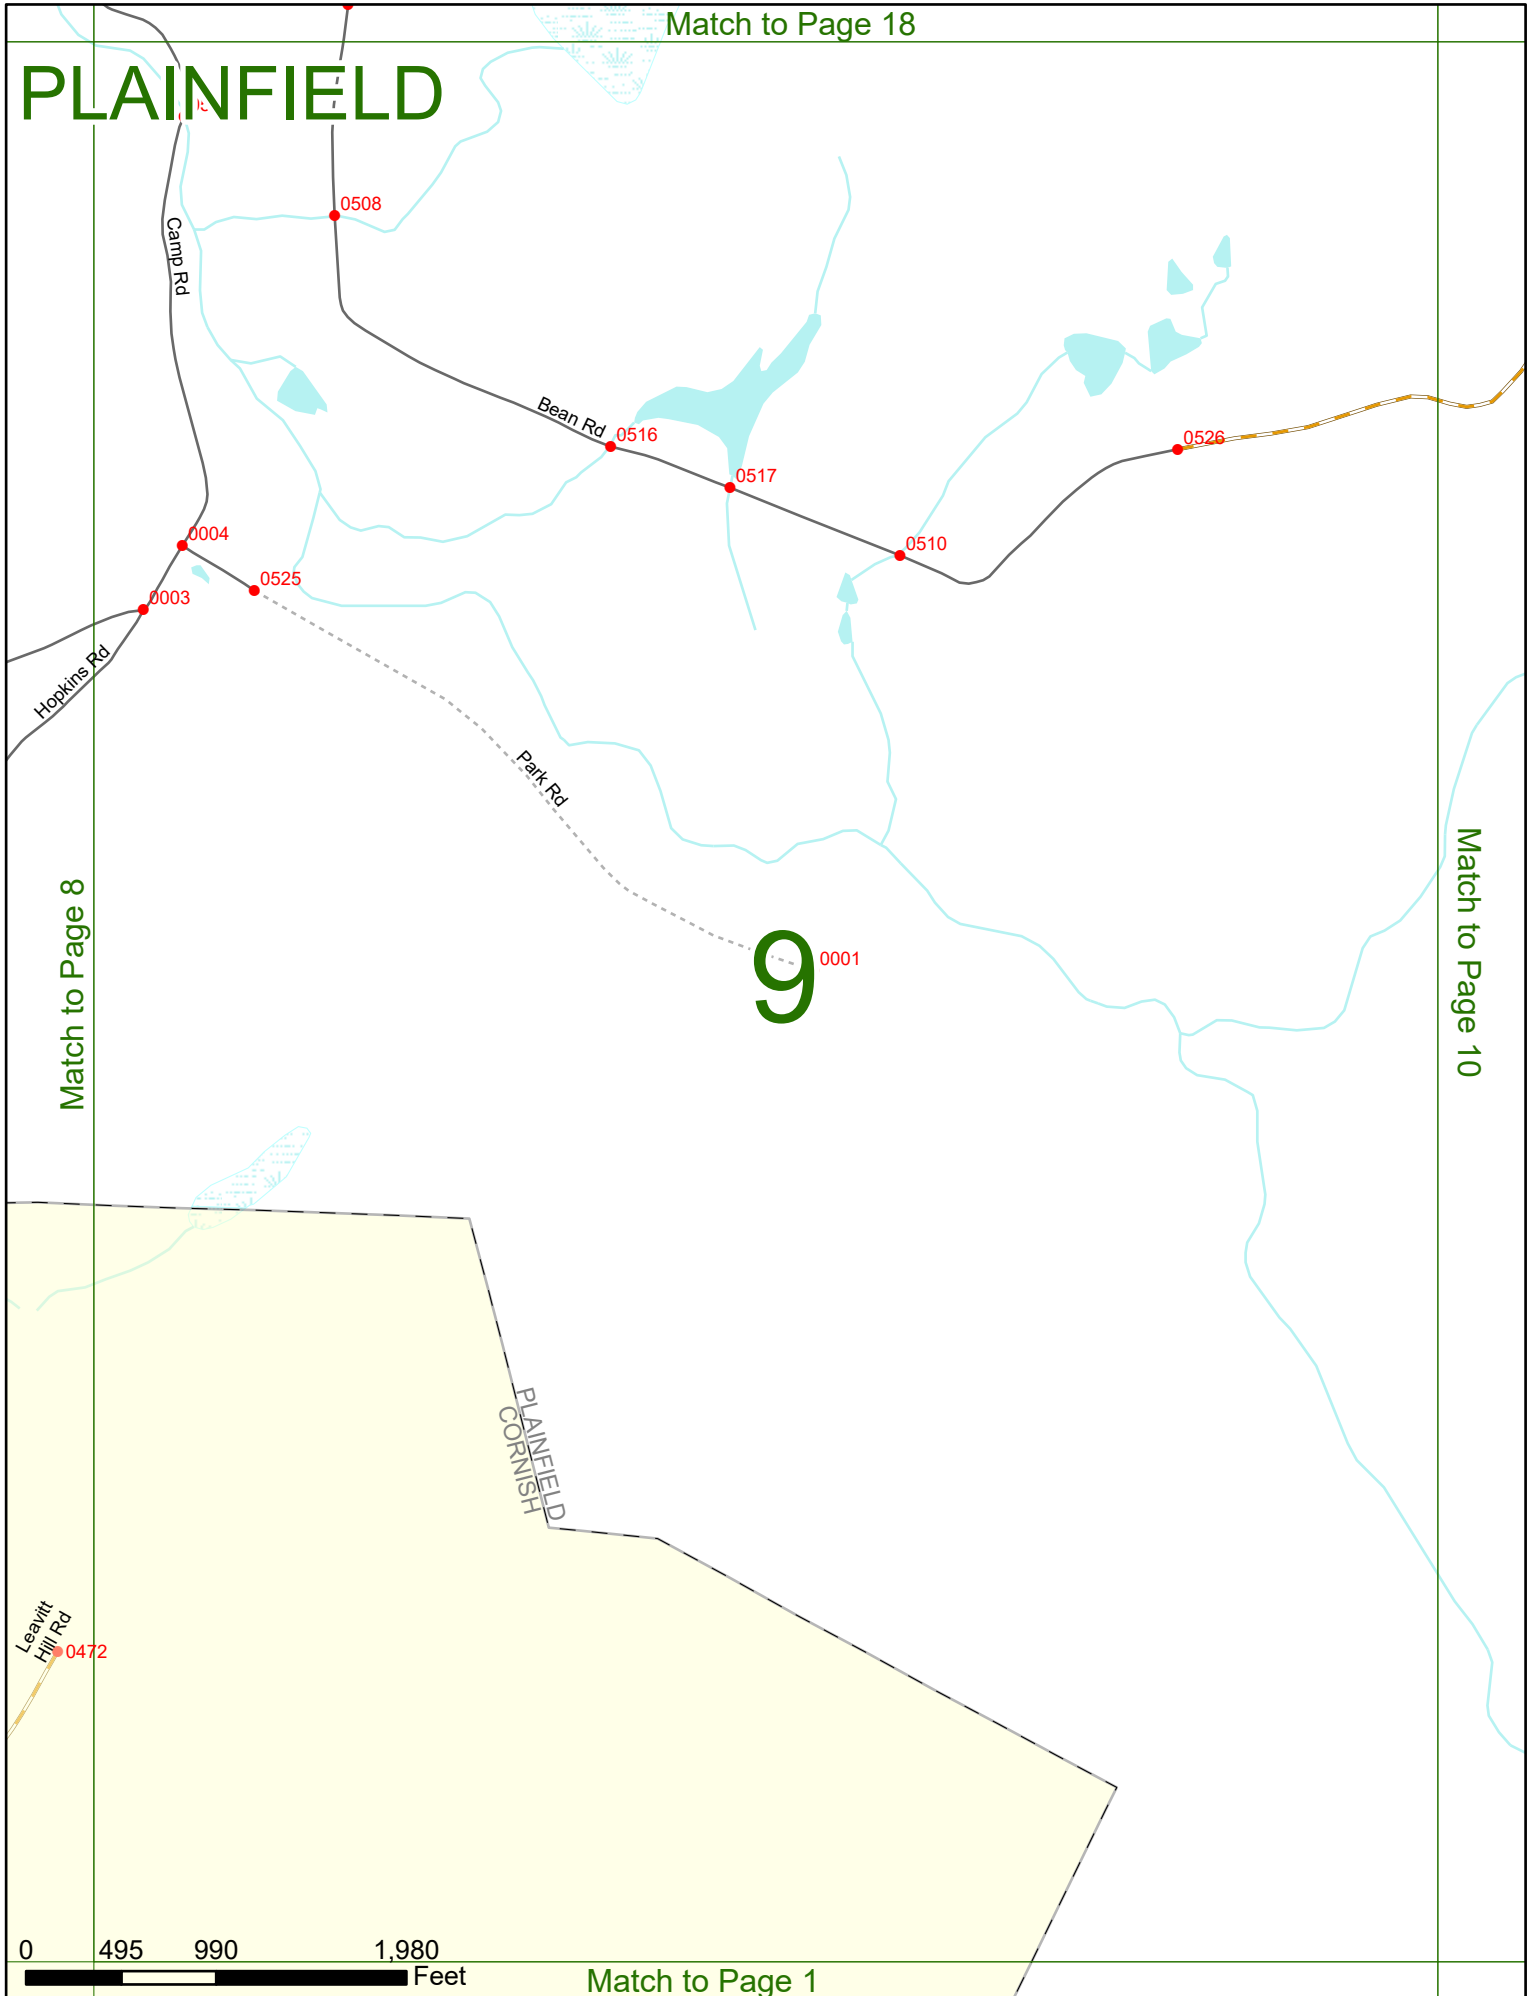 Match to Page 18
PLAINFIELD
0508
Camp Rd
Bean Rd
0516
0526
0517
0004
0510
0525
0003
Hopkins Rd
Park Rd
Match to Page 8
Match to Page 10
9
0001
PLAINFIELD
CORNISH
Leavitt
Hill Rd
0472
0 495 990 1,980
Feet
Match to Page 1